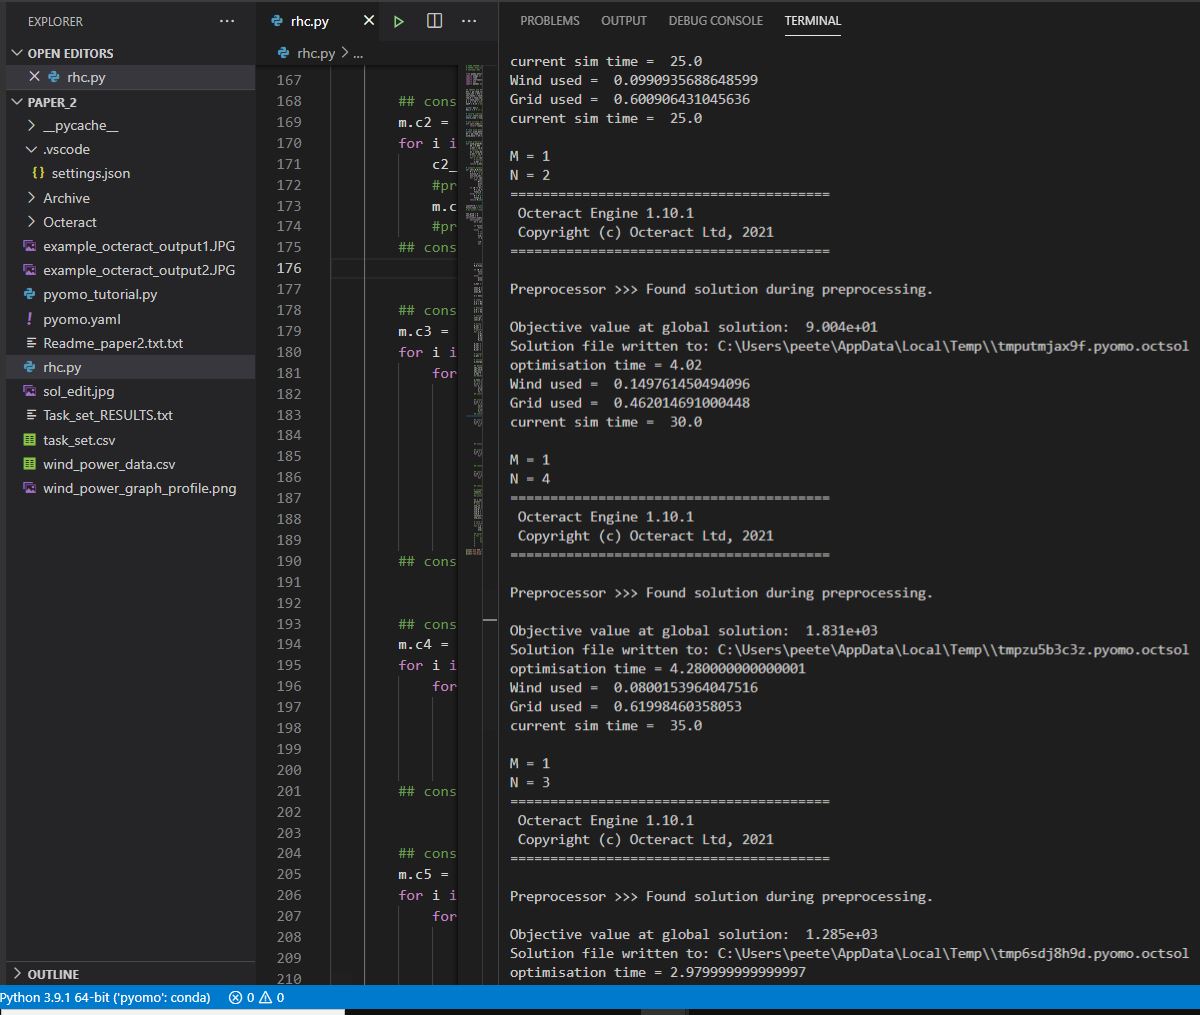 EXPLORER
OPEN EDITORS
rhc.py
PAPER_2
__pycache__
.vscode
{} settings.json
Archive
Octeract
example_octeract_output1.JPG
example_octeract_output2.JPG
pyomo_tutorial.py
! pyomo.yaml
Readme_paper2.txt.txt
rhc.py
sol_edit.jpg
Task_set_RESULTS.txt
task_set.csv
wind_power_data.csv
wind_power_graph_profile.png
OUTLINE
rhc.py
rhc.py > ...
167
168 ## cons
169 m.c2 =
170 for i i
171 c2_
172 #pr
173 m.c
174 #pr
175 ## cons
176
177
178 ## cons
179 m.c3 =
180 for i i
181 for
182
183
184
185
186
187
188
189
190 ## cons
191
192
193 ## cons
194 m.c4 =
195 for i i
196 for
197
198
199
200
201 ## cons
202
203
204 ## cons
205 m.c5 =
206 for i i
207 for
208
209
210
PROBLEMS OUTPUT DEBUG CONSOLE TERMINAL
current sim time =  25.0
Wind used =  0.0990935688648599
Grid used =  0.600906431045636
current sim time =  25.0
M = 1
N = 2
========================================
Octeract Engine 1.10.1
Copyright (c) Octeract Ltd, 2021
========================================
Preprocessor >>> Found solution during preprocessing.
Objective value at global solution:  9.004e+01
Solution file written to: C:\Users\peete\AppData\Local\Temp\\tmputmjax9f.pyomo.octsol
optimisation time = 4.02
Wind used =  0.149761450494096
Grid used =  0.462014691000448
current sim time =  30.0
M = 1
N = 4
========================================
Octeract Engine 1.10.1
Copyright (c) Octeract Ltd, 2021
========================================
Preprocessor >>> Found solution during preprocessing.
Objective value at global solution:  1.831e+03
Solution file written to: C:\Users\peete\AppData\Local\Temp\\tmpzu5b3c3z.pyomo.octsol
optimisation time = 4.280000000000001
Wind used =  0.0800153964047516
Grid used =  0.61998460358053
current sim time =  35.0
M = 1
N = 3
========================================
Octeract Engine 1.10.1
Copyright (c) Octeract Ltd, 2021
========================================
Preprocessor >>> Found solution during preprocessing.
Objective value at global solution:  1.285e+03
Solution file written to: C:\Users\peete\AppData\Local\Temp\\tmp6sdj8h9d.pyomo.octsol
optimisation time = 2.979999999999997
Python 3.9.1 64-bit ('pyomo': conda) 0 0